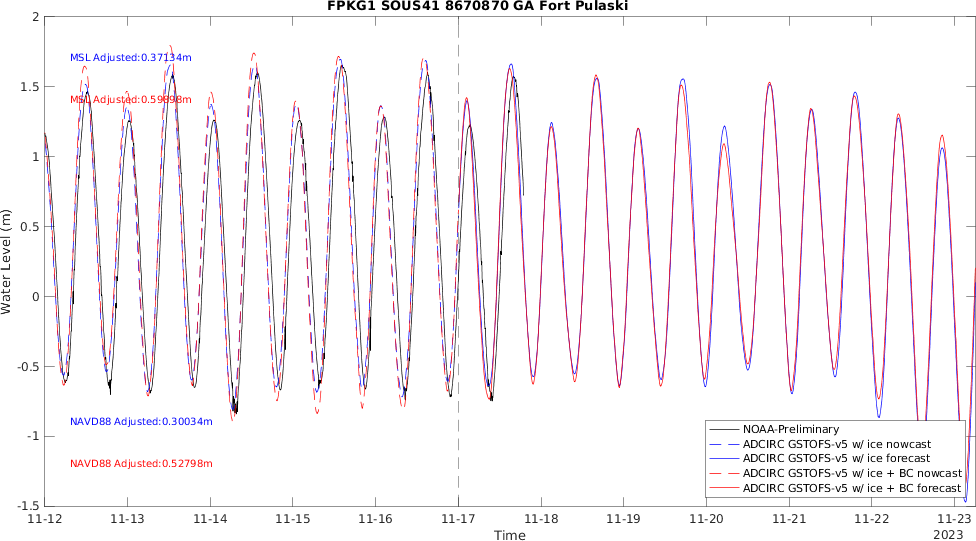 FPKG1 SOUS41 8670870 GA Fort Pulaski
2
1.5
1
0.5
0
-0.5
-1
-1.5
Water Level (m)
MSL Adjusted:0.37134m
MSL Adjusted:0.59898m
NAVD88 Adjusted:0.30034m
NAVD88 Adjusted:0.52798m
NOAA-Preliminary
ADCIRC GSTOFS-v5 w/ ice nowcast
ADCIRC GSTOFS-v5 w/ ice forecast
ADCIRC GSTOFS-v5 w/ ice + BC nowcast
ADCIRC GSTOFS-v5 w/ ice + BC forecast
11-12 11-13 11-14 11-15 11-16 11-17 11-18 11-19 11-20 11-21 11-22 11-23
Time
2023